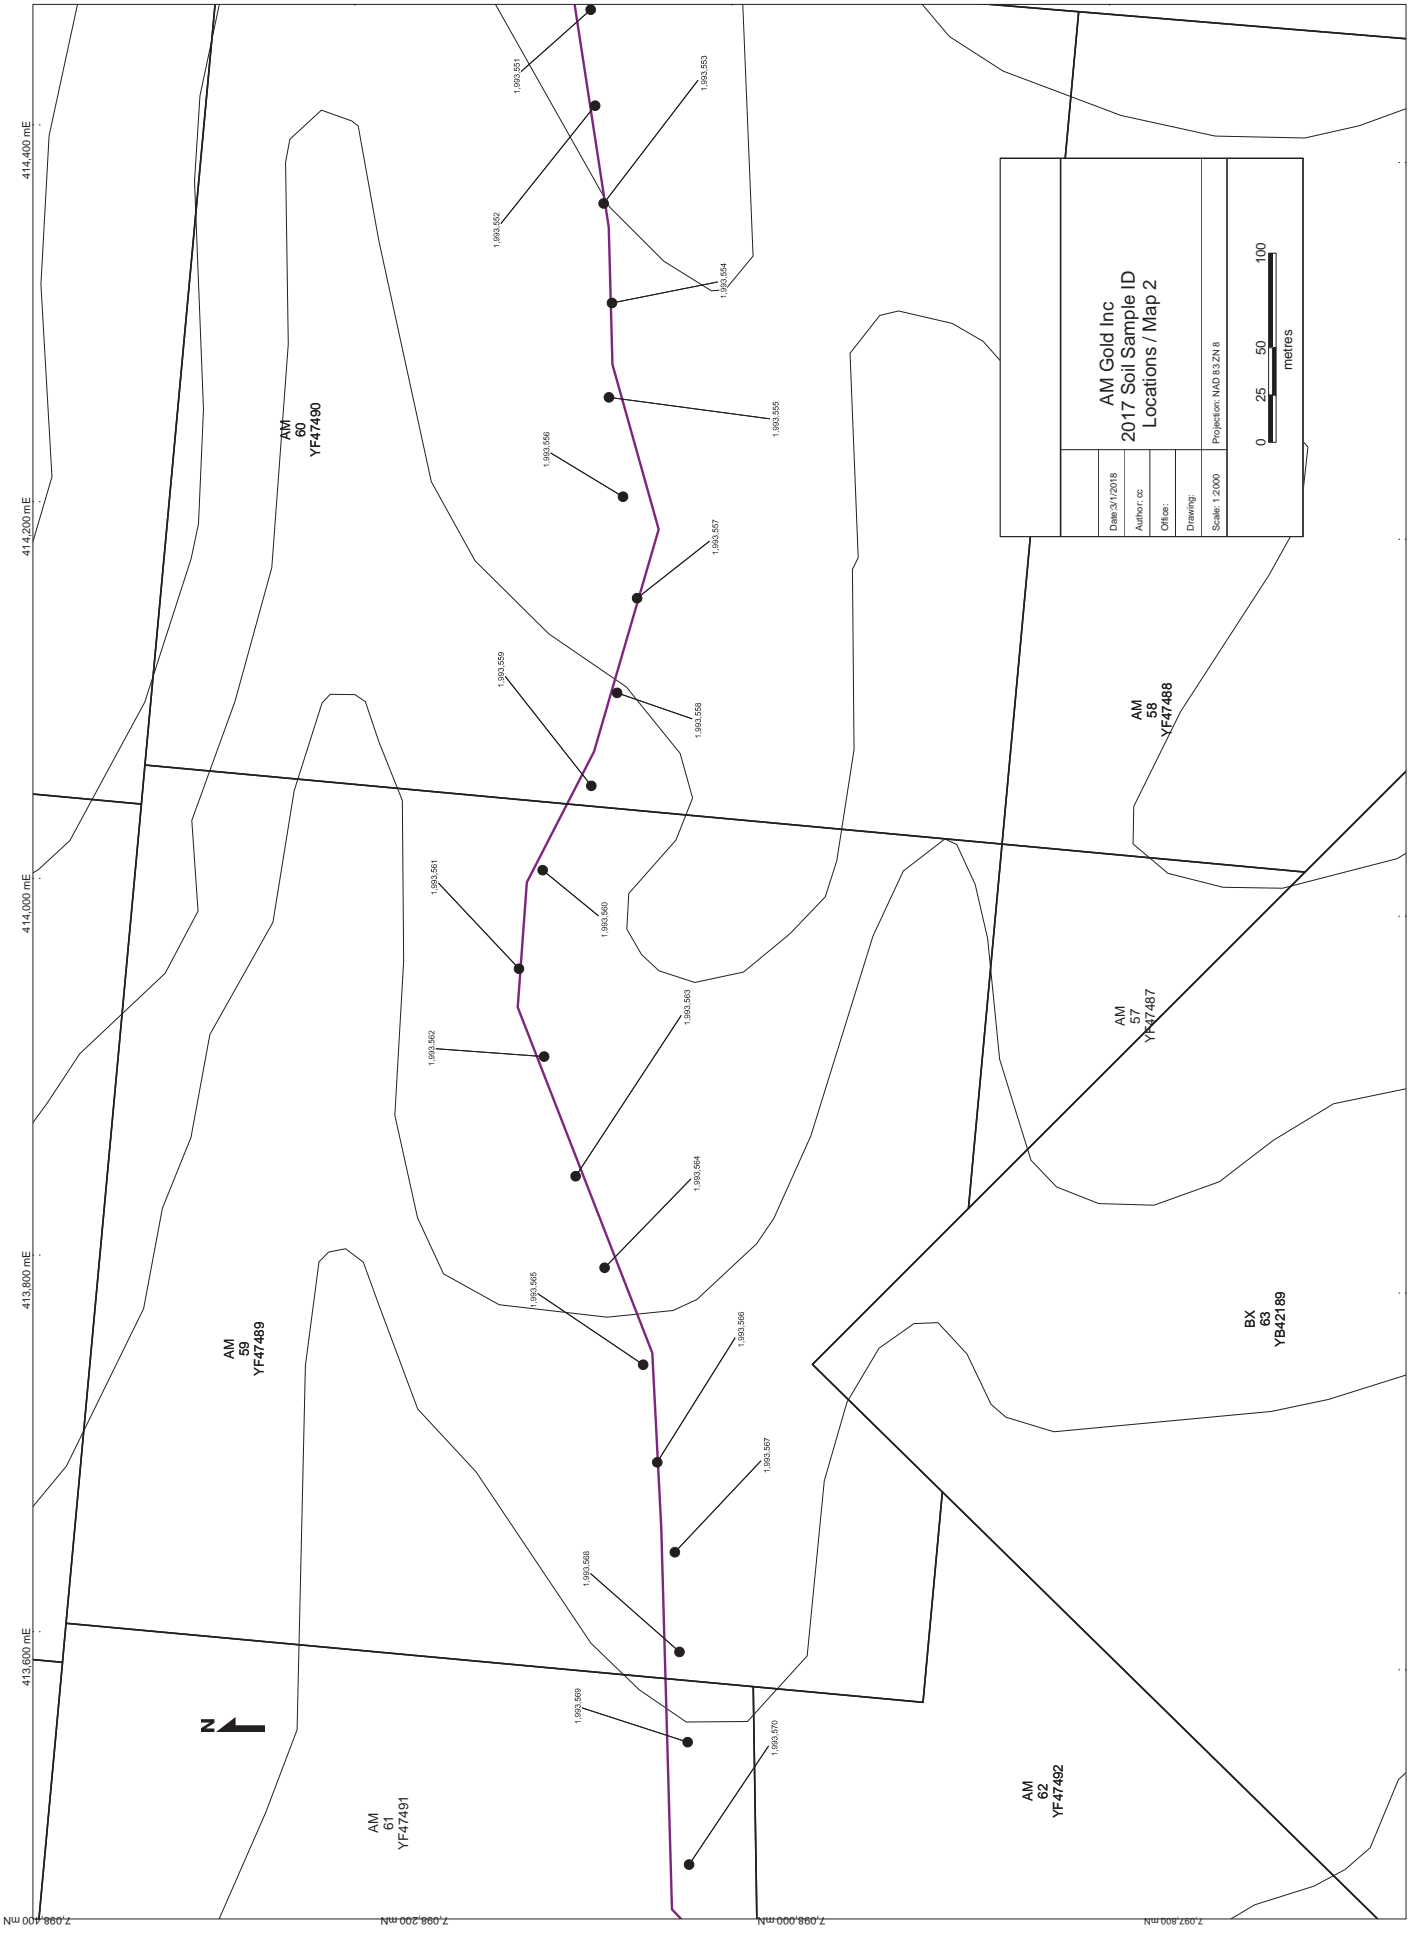 414,400 mE
414,200 mE
414,000 mE
413,800 mE
413,600 mE
7,098,400 mN
7,098,200 mN
7,098,000 mN
7,097,800 mN
1,993,551
1,993,552
1,993,553
1,993,554
1,993,555
1,993,556
1,993,557
1,993,558
1,993,559
1,993,560
1,993,561
1,993,562
1,993,563
1,993,564
1,993,565
1,993,566
1,993,567
1,993,568
1,993,569
1,993,570
AM
60
YF47490
AM
58
YF47488
AM
57
YF47487
AM
59
YF47489
BX
63
YB42189
AM
61
YF47491
AM
62
YF47492
N
AM Gold Inc
2017 Soil Sample ID
Locations / Map 2
Date:3/1/2018
Author: cc
Office:
Drawing:
Scale: 1:2000
Projection: NAD 83 ZN 8
0 25 50 100
metres